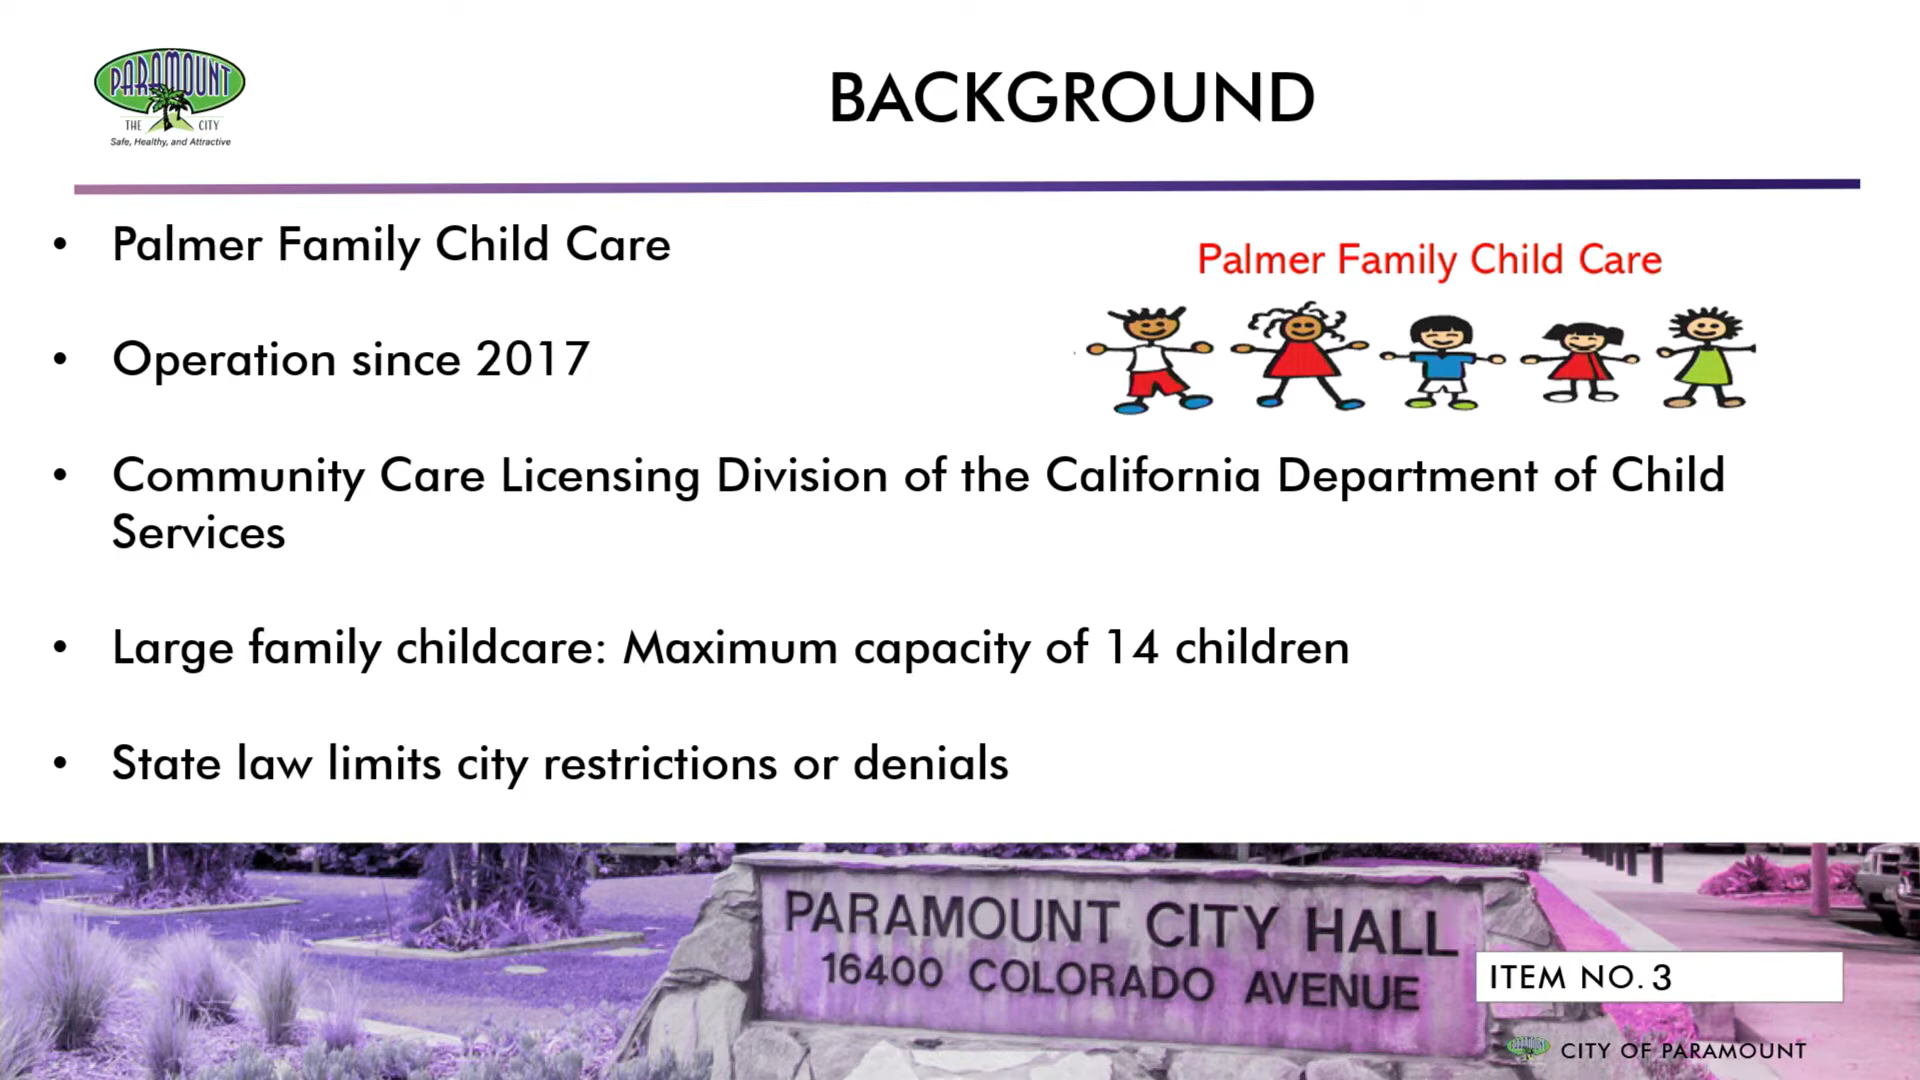 PARAMOUNT
THE CITY
Safe, Healthy, and Attractive
BACKGROUND
• Palmer Family Child Care
Palmer Family Child Care
• Operation since 2017
• Community Care Licensing Division of the California Department of Child
Services
• Large family childcare: Maximum capacity of 14 children
• State law limits city restrictions or denials
PARAMOUNT CITY HALL
16400 COLORADO AVENUE
ITEM NO. 3
PARAMOUNT
CITY OF PARAMOUNT